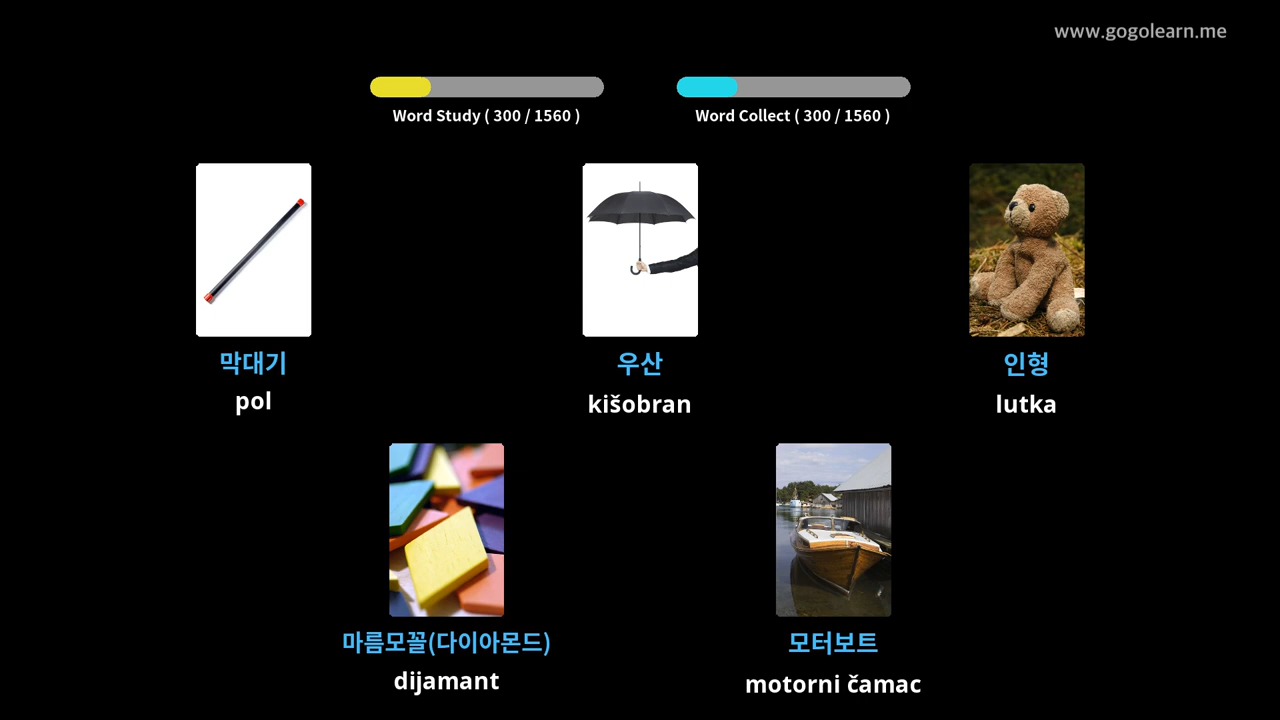 www.gogolearn.me
Word Study ( 300 / 1560 )
Word Collect ( 300 / 1560 )
막대기
pol
우산
kišobran
인형
lutka
마름모꼴(다이아몬드)
dijamant
모터보트
motorni čamac